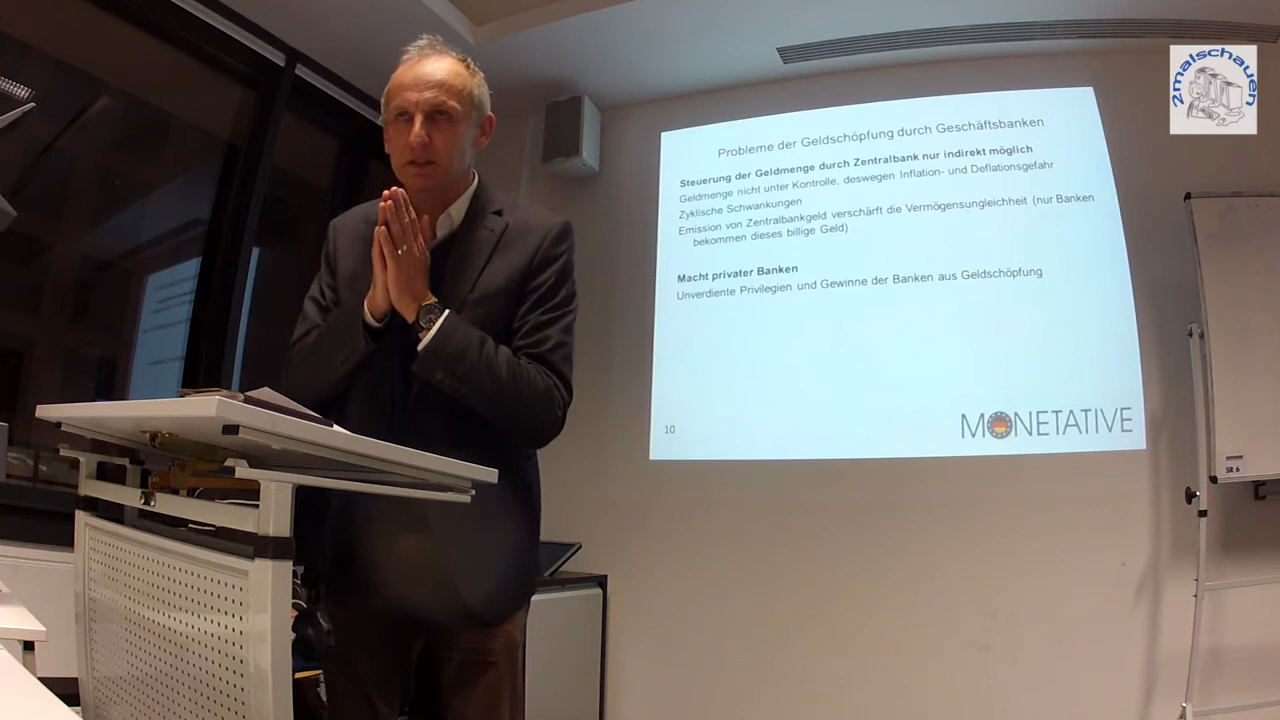 2malschauen
Probleme der Geldschöpfung durch Geschäftsbanken
Steuerung der Geldmenge durch Zentralbank nur indirekt möglich
Geldmenge nicht unter Kontrolle, deswegen Inflation- und Deflationsgefahr
Zyklische Schwankungen
Emission von Zentralbankgeld verschärft die Vermögensungleichheit (nur Banken
bekommen dieses billige Geld)
Macht privater Banken
Unverdiente Privilegien und Gewinne der Banken aus Geldschöpfung
10
MONETATIVE
SR 6